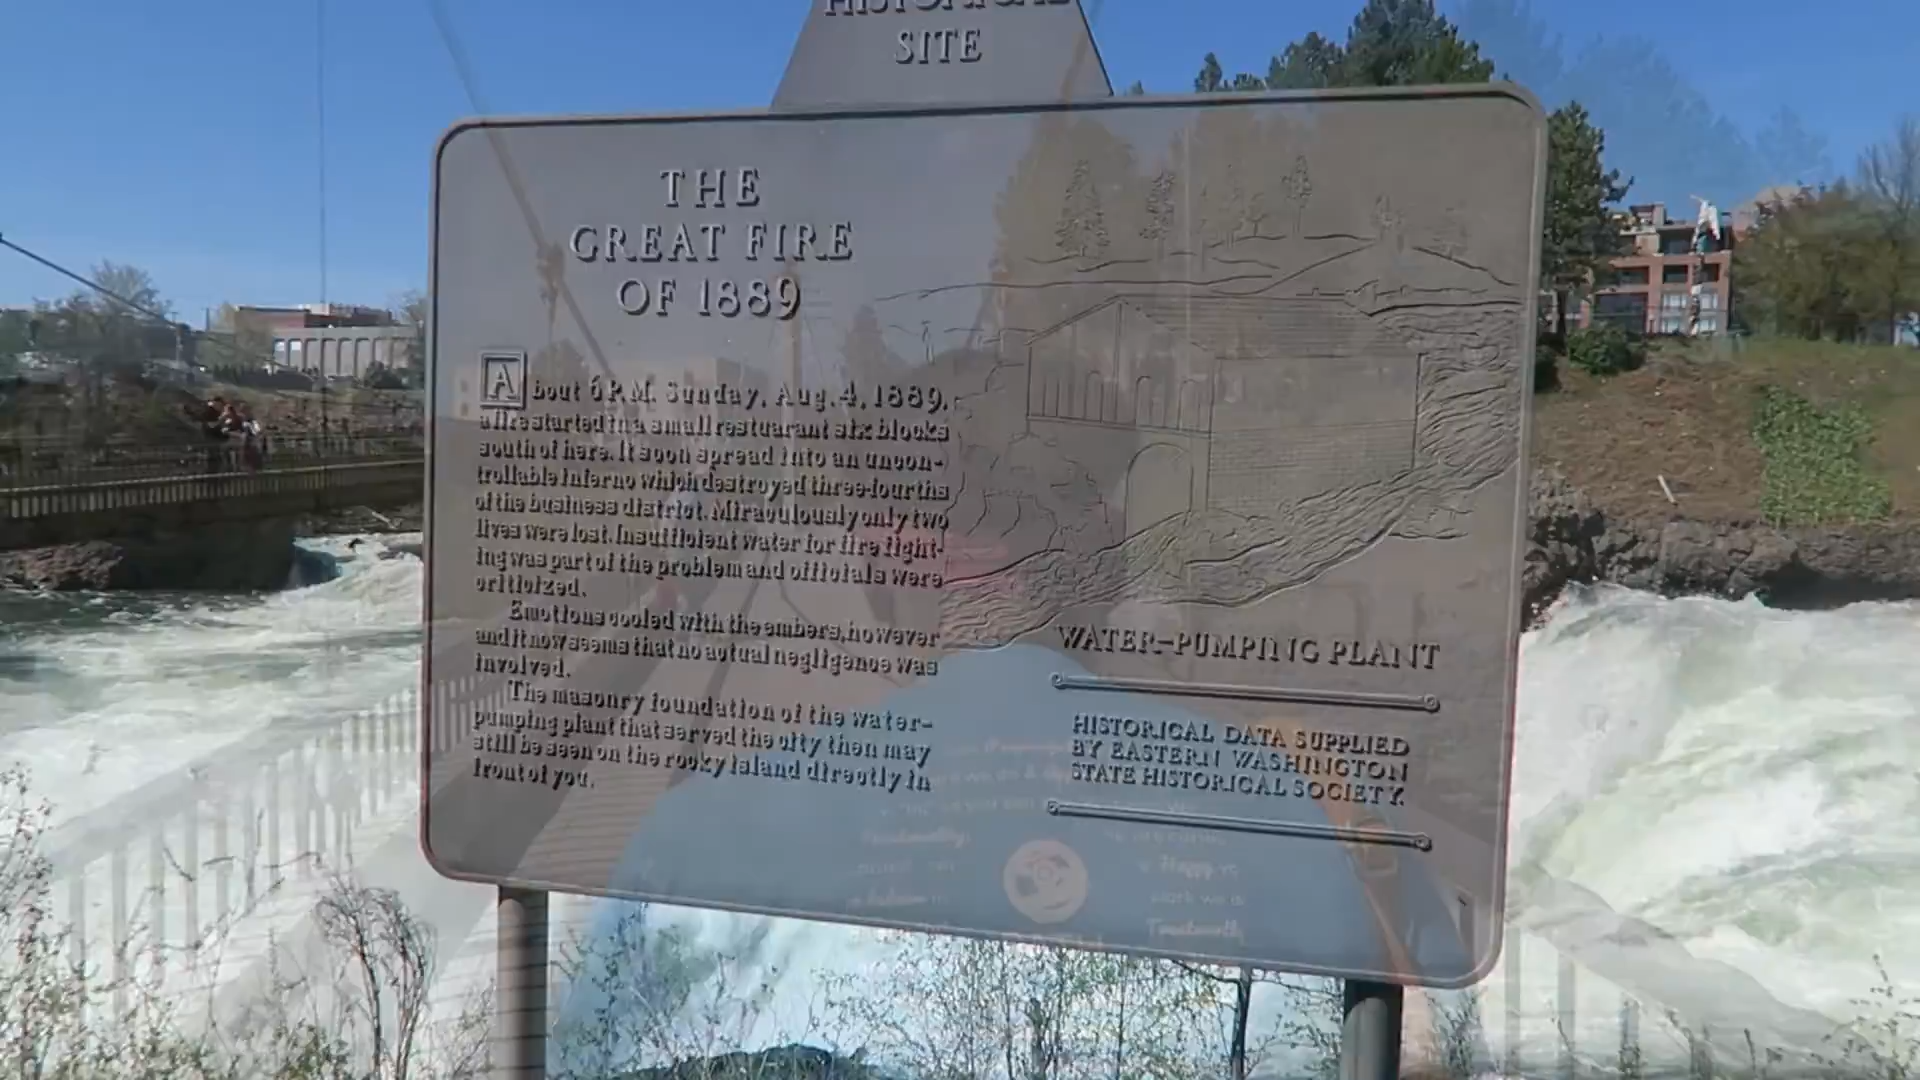 HISTORICAL
SITE
THE
GREAT FIRE
OF 1889
About 6 P.M. Sunday, Aug. 4, 1889,
a fire started in a small restuarant six blocks
south of here. It soon spread into an uncon-
trollable inferno which destroyed three-fourths
of the business district. Miraculously only two
lives were lost. Insufficient water for fire fight-
ing was part of the problem and officials were
criticized.
Emotions cooled with the embers, however
and it now seems that no actual negligence was
involved.
The masonry foundation of the water-
pumping plant that served the city then may
still be seen on the rocky island directly in
front of you.
WATER-PUMPING PLANT
HISTORICAL DATA SUPPLIED
BY EASTERN WASHINGTON
STATE HISTORICAL SOCIETY.
Happy